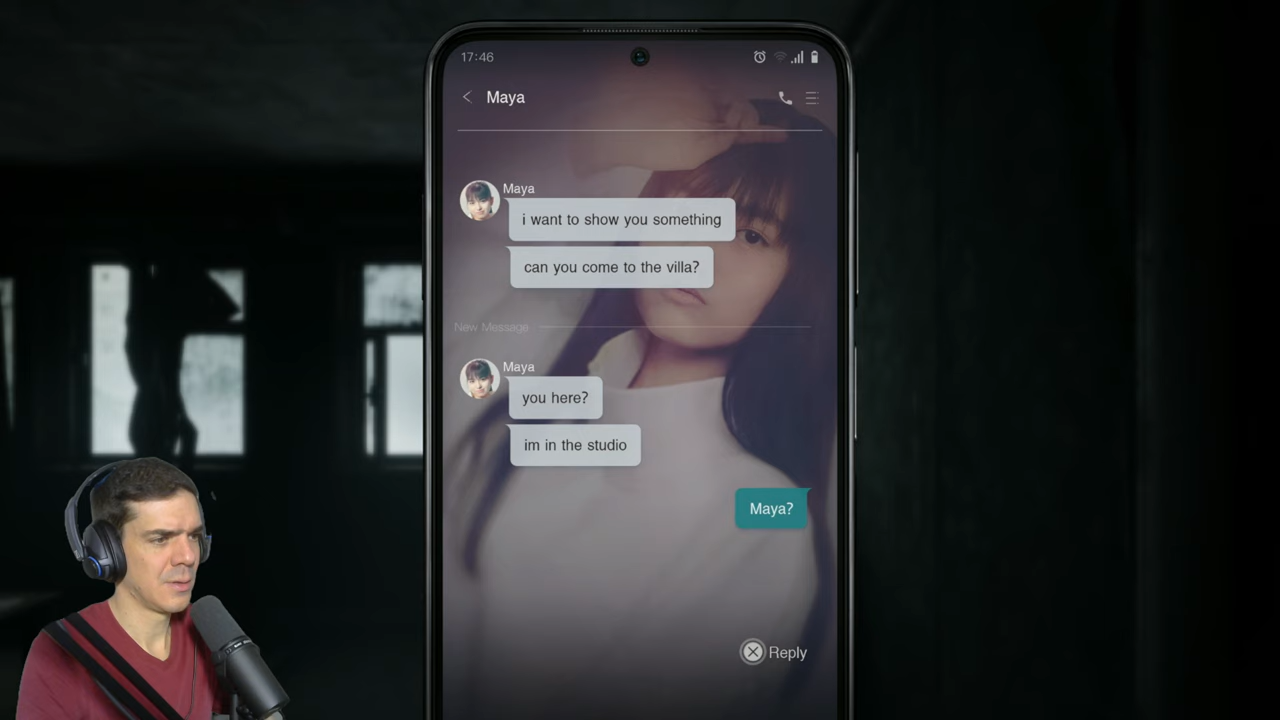 17:46
Maya
Maya
i want to show you something
can you come to the villa?
New Message
Maya
you here?
im in the studio
Maya?
Reply